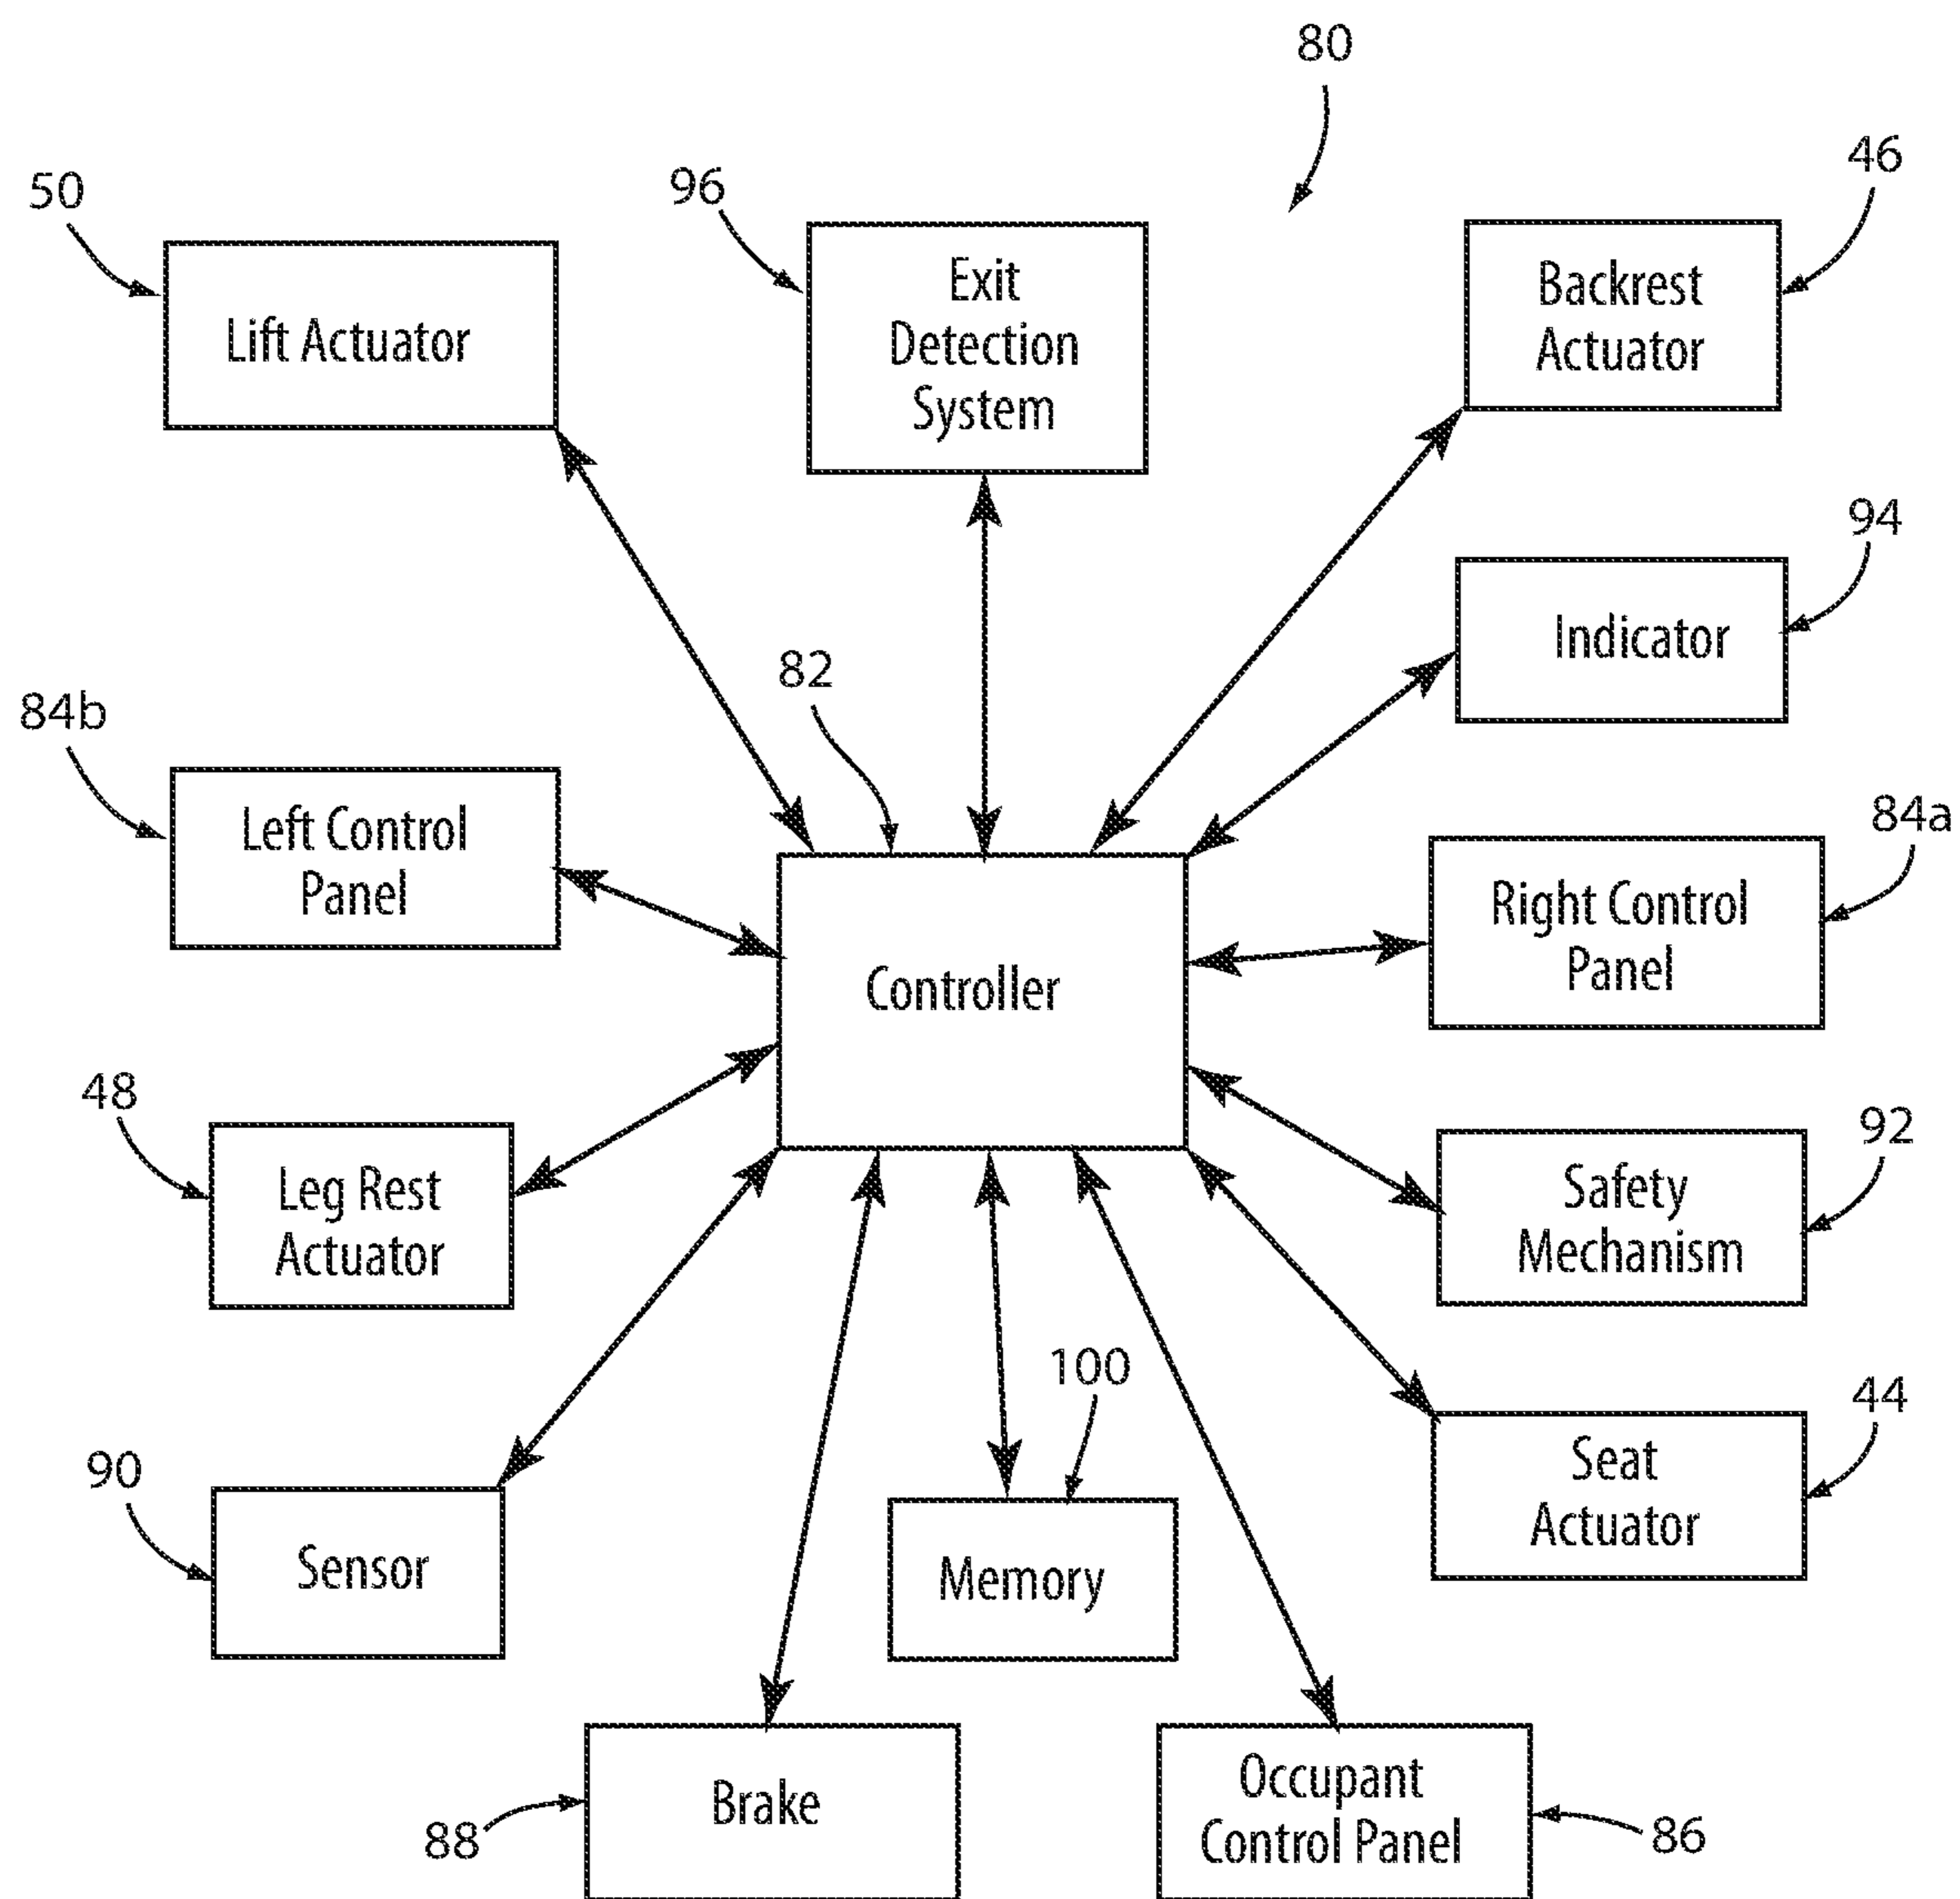 80
46
50
96
Exit
Detection
System
Backrest
Actuator
Lift Actuator
94
Indicator
82
84b
Left Control
Panel
84a
Right Control
Panel
Controller
48
Leg Rest
Actuator
92
Safety
Mechanism
100
44
Seat
Actuator
90
Sensor
Memory
Brake
88
Occupant
Control Panel
86